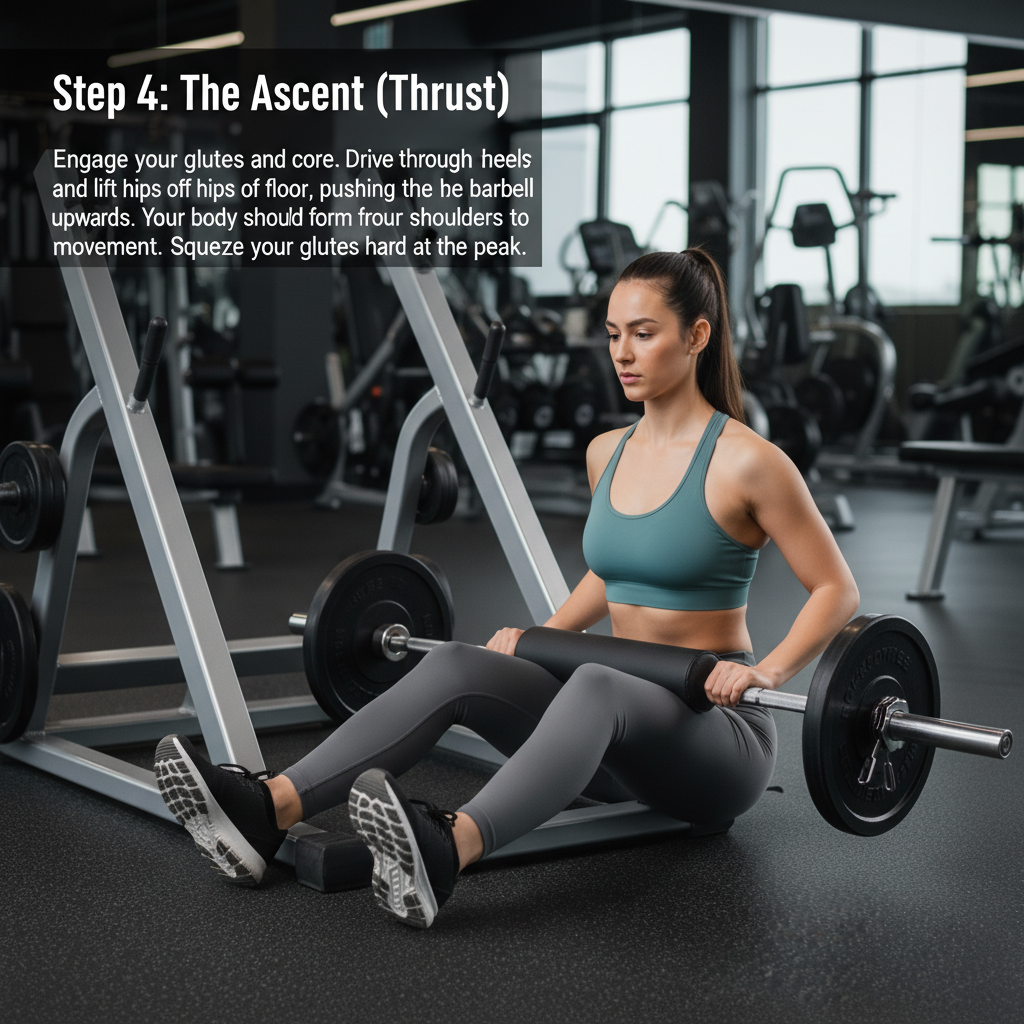 Step 4: The Ascent (Thrust)
Engage your glutes and core. Drive through heels
and lift hips off hips of floor, pushing the he barbell
upwards. Your body should form frour shoulders to
movement. Squeze your glutes hard at the peak.